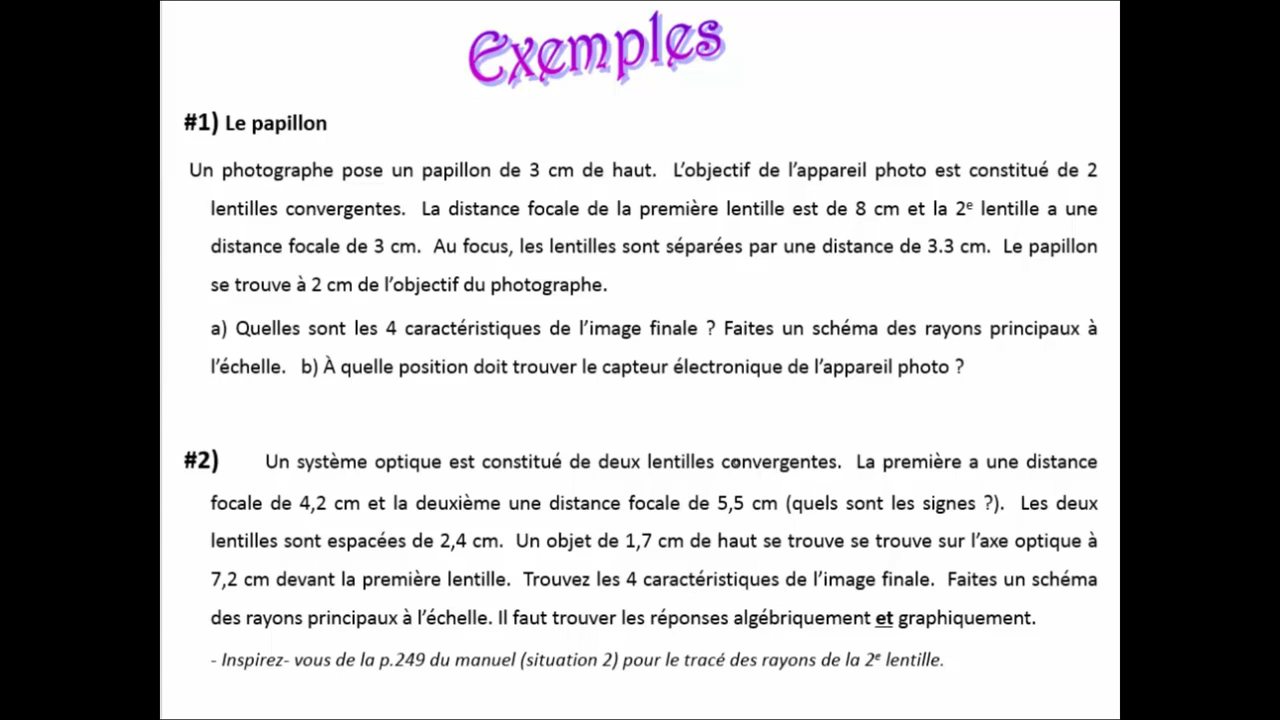 Exemples
#1) Le papillon
Un photographe pose un papillon de 3 cm de haut. L’objectif de l’appareil photo est constitué de 2
lentilles convergentes. La distance focale de la première lentille est de 8 cm et la 2e lentille a une
distance focale de 3 cm. Au focus, les lentilles sont séparées par une distance de 3.3 cm. Le papillon
se trouve à 2 cm de l’objectif du photographe.
a) Quelles sont les 4 caractéristiques de l’image finale ? Faites un schéma des rayons principaux à
l’échelle. b) À quelle position doit trouver le capteur électronique de l’appareil photo ?
#2) Un système optique est constitué de deux lentilles convergentes. La première a une distance
focale de 4,2 cm et la deuxième une distance focale de 5,5 cm (quels sont les signes ?). Les deux
lentilles sont espacées de 2,4 cm. Un objet de 1,7 cm de haut se trouve se trouve sur l’axe optique à
7,2 cm devant la première lentille. Trouvez les 4 caractéristiques de l’image finale. Faites un schéma
des rayons principaux à l’échelle. Il faut trouver les réponses algébriquement et graphiquement.
- Inspirez- vous de la p.249 du manuel (situation 2) pour le tracé des rayons de la 2e lentille.